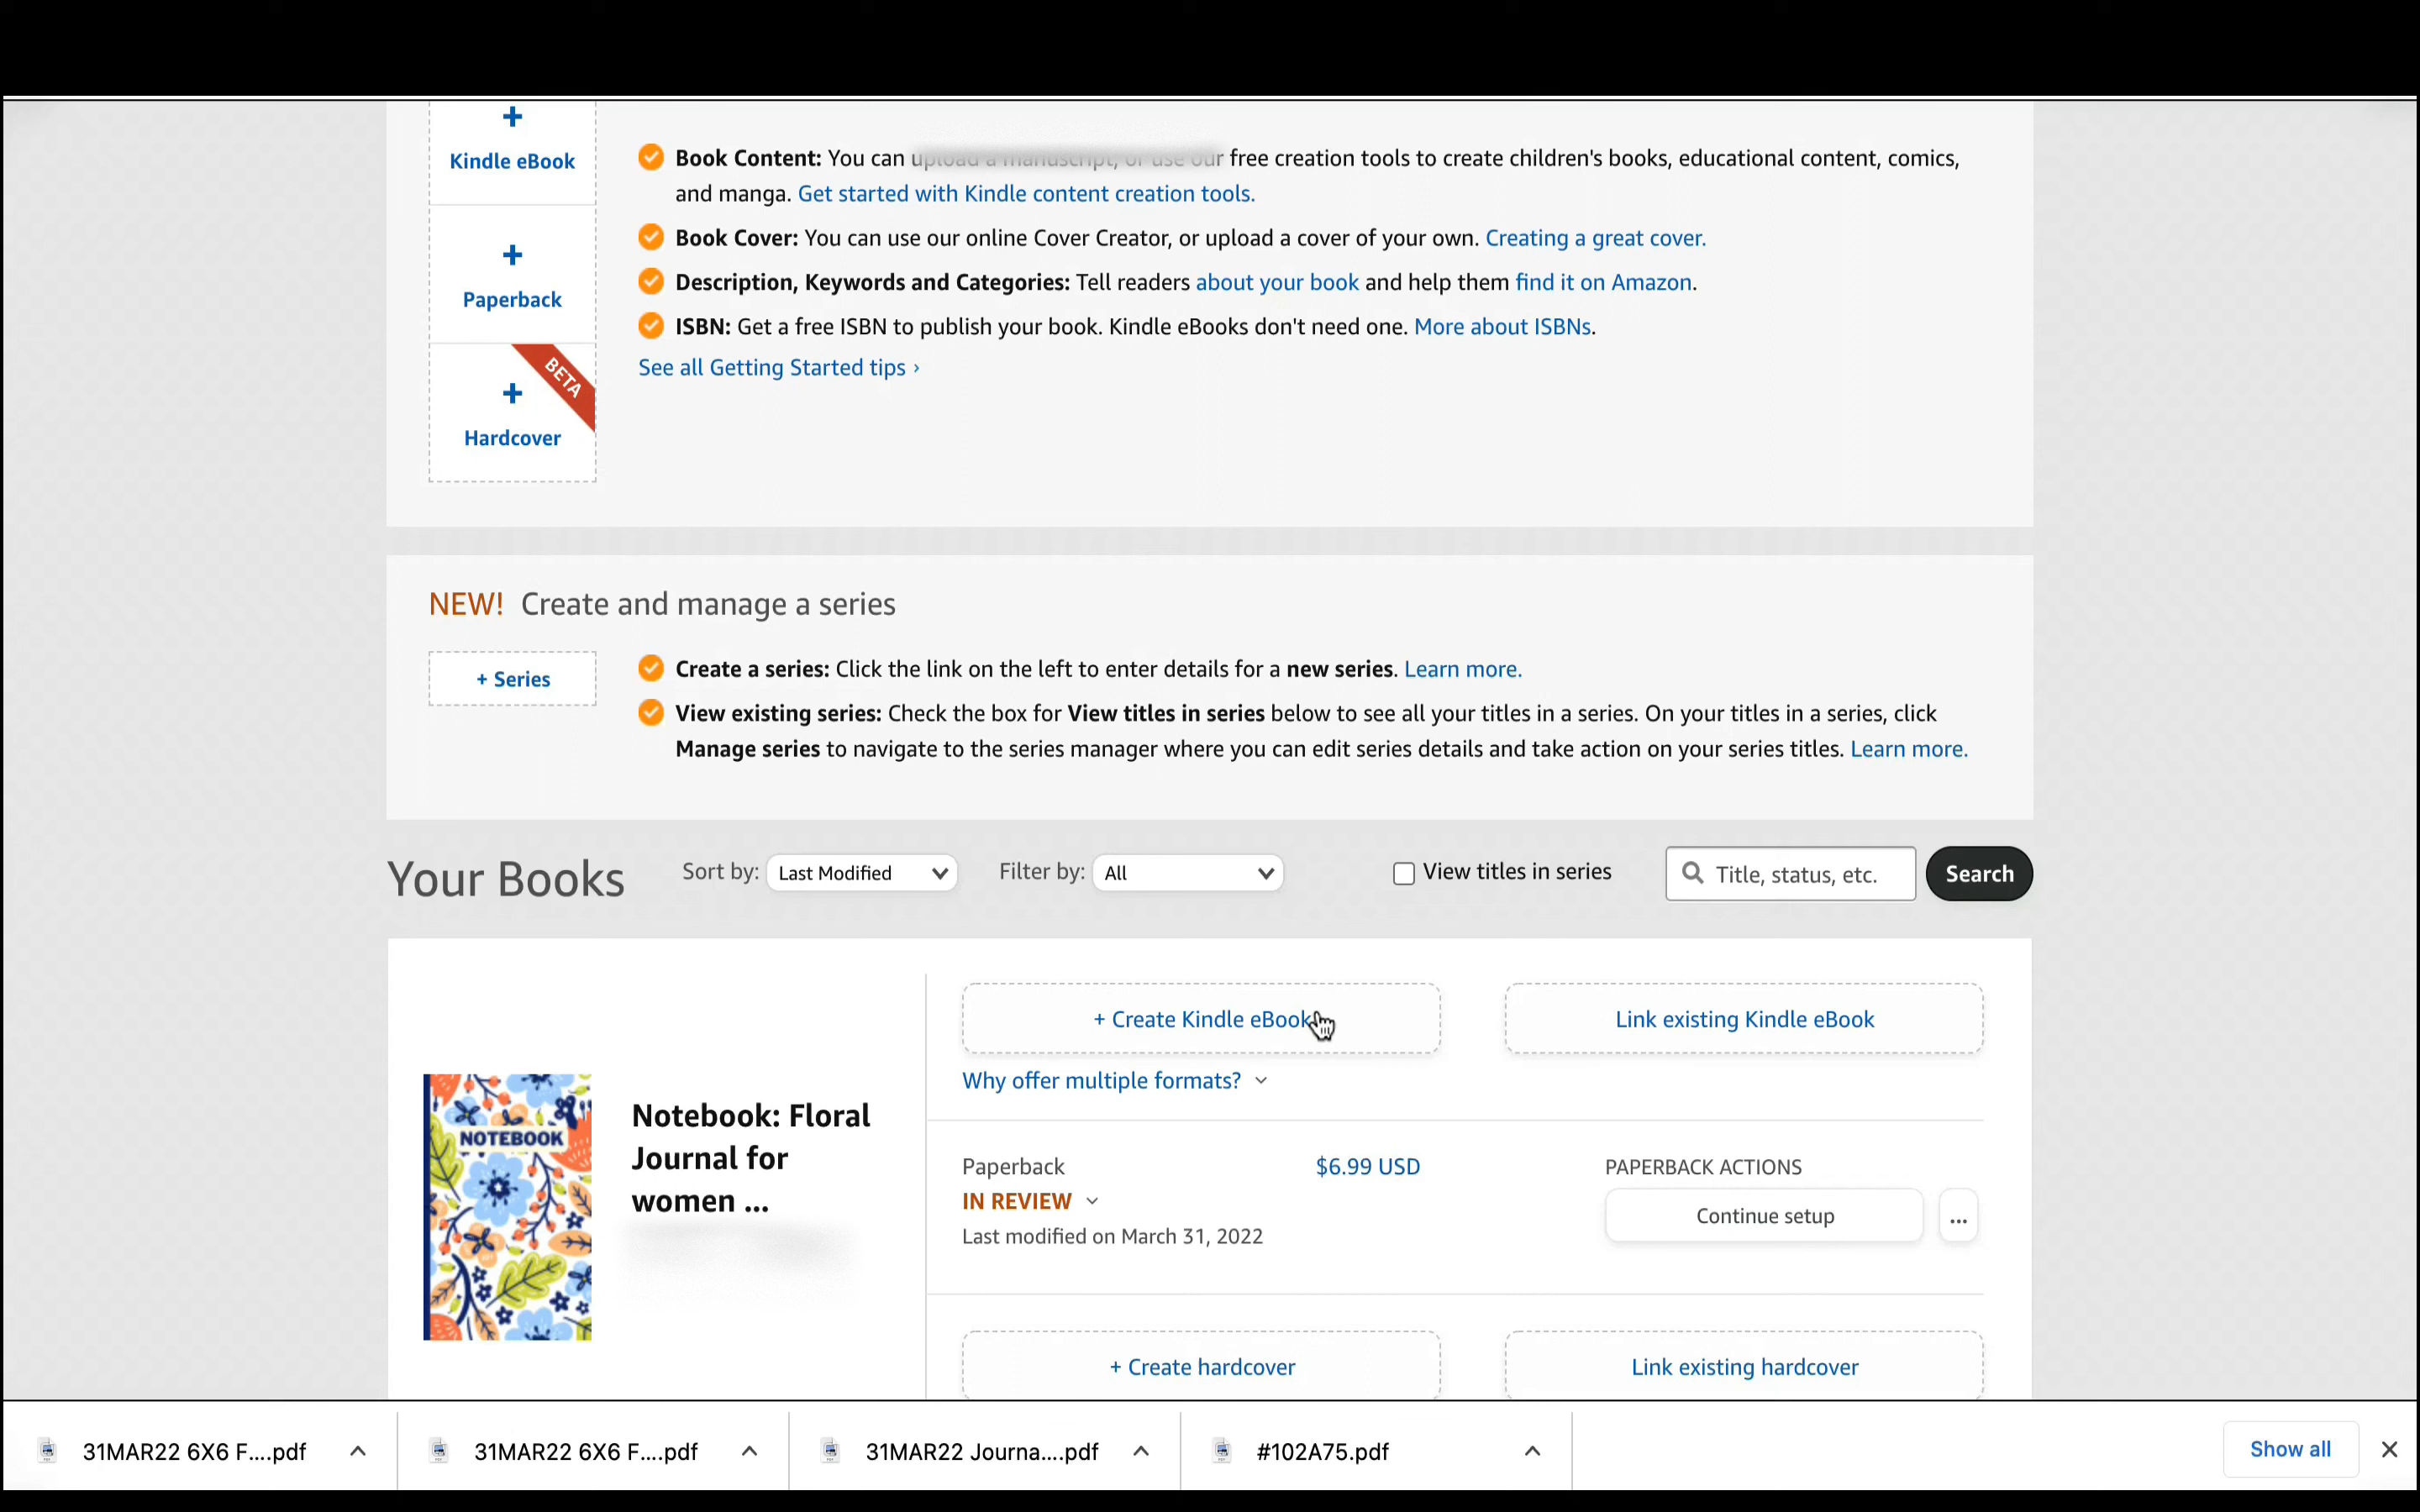 +
Kindle eBook
Book Content: You can upload a manuscript, or use our free creation tools to create children's books, educational content, comics,
and manga. Get started with Kindle content creation tools.
+
Paperback
Book Cover: You can use our online Cover Creator, or upload a cover of your own. Creating a great cover.
Description, Keywords and Categories: Tell readers about your book and help them find it on Amazon.
ISBN: Get a free ISBN to publish your book. Kindle eBooks don't need one. More about ISBNs.
See all Getting Started tips ›
BETA
+
Hardcover
NEW! Create and manage a series
+ Series
Create a series: Click the link on the left to enter details for a new series. Learn more.
View existing series: Check the box for View titles in series below to see all your titles in a series. On your titles in a series, click
Manage series to navigate to the series manager where you can edit series details and take action on your series titles. Learn more.
Your Books Sort by: Last Modified Filter by: All View titles in series Title, status, etc. Search
+ Create Kindle eBook Link existing Kindle eBook
Why offer multiple formats?
NOTEBOOK
Notebook: Floral
Journal for
women ...
Paperback $6.99 USD PAPERBACK ACTIONS
IN REVIEW Continue setup ...
Last modified on March 31, 2022
+ Create hardcover Link existing hardcover
31MAR22 6X6 F....pdf 31MAR22 6X6 F....pdf 31MAR22 Journa....pdf #102A75.pdf Show all